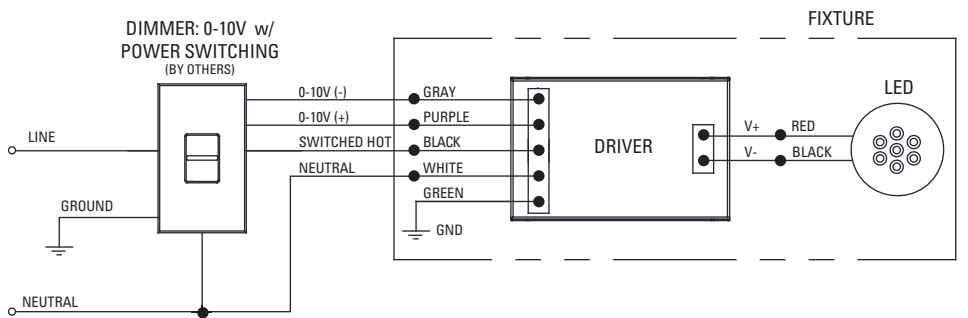 FIXTURE
DIMMER: 0-10V w/
POWER SWITCHING
(BY OTHERS)
LINE
GROUND
NEUTRAL
0-10V (-)
0-10V (+)
SWITCHED HOT
NEUTRAL
GRAY
PURPLE
BLACK
WHITE
GREEN
GND
DRIVER
V+
V-
RED
BLACK
LED